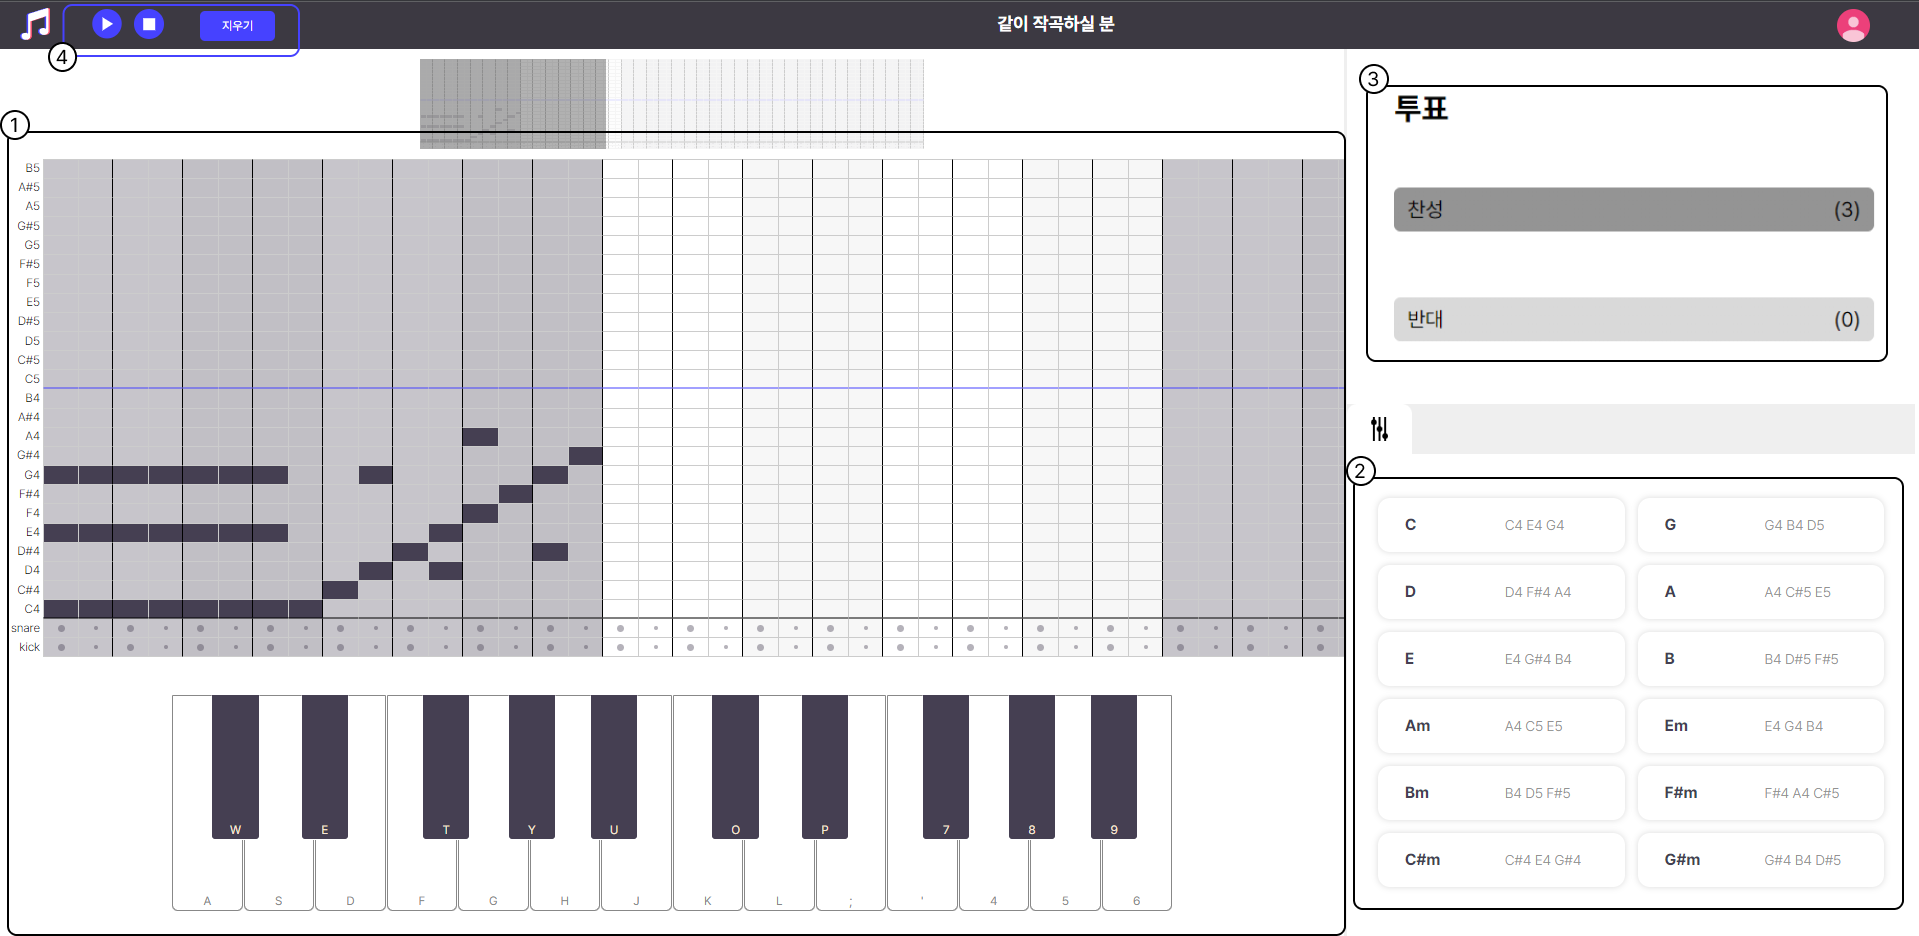 지우기
같이 작곡하실 분
4
1
B5
A#5
A5
G#5
G5
F#5
F5
E5
D#5
D5
C#5
C5
B4
A#4
A4
G#4
G4
F#4
F4
E4
D#4
D4
C#4
C4
snare
kick
W E T Y U O P 7 8 9
A S D F G H J K L ; ' 4 5 6
3
투표
찬성 (3)
반대 (0)
2
C C4 E4 G4
G G4 B4 D5
D D4 F#4 A4
A A4 C#5 E5
E E4 G#4 B4
B B4 D#5 F#5
Am A4 C5 E5
Em E4 G4 B4
Bm B4 D5 F#5
F#m F#4 A4 C#5
C#m C#4 E4 G#4
G#m G#4 B4 D#5